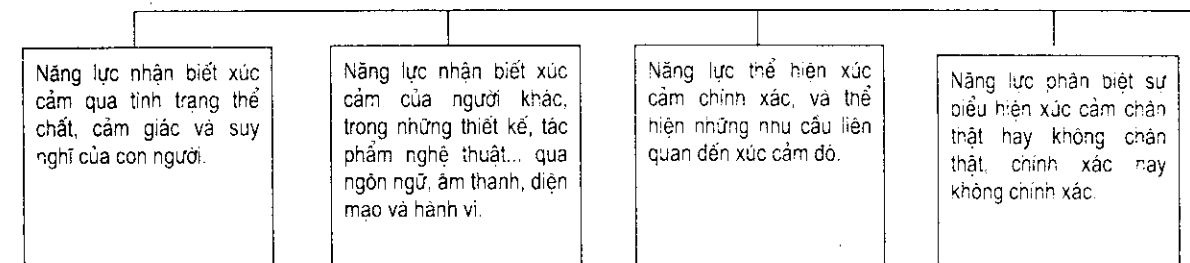 Năng lực nhận biết xúc
cảm qua tình trạng thể
chất, cảm giác và suy
nghĩ của con người.
Năng lực nhận biết xúc
cảm của người khác,
trong những thiết kế, tác
phẩm nghệ thuật... qua
ngôn ngữ, âm thanh, diện
mạo và hành vi.
Năng lực thể hiện xúc
cảm chính xác, và thể
hiện những nhu cầu liên
quan đến xúc cảm đó.
Năng lực phân biệt sự
biểu hiện xúc cảm chân
thật hay không chân
thật, chính xác hay
không chính xác.